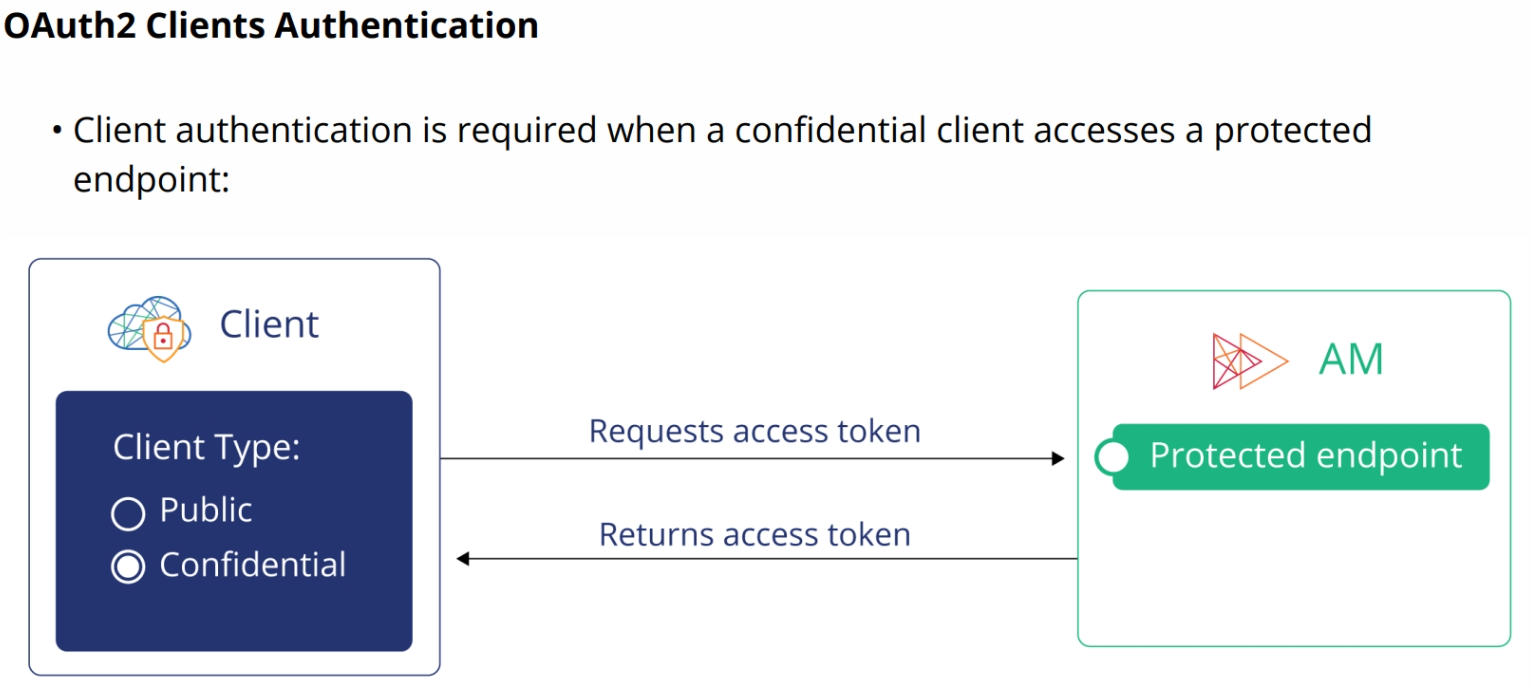 OAuth2 Clients Authentication
• Client authentication is required when a confidential client accesses a protected
endpoint:
Client
Client Type:
Public
Confidential
Requests access token
Returns access token
AM
Protected endpoint